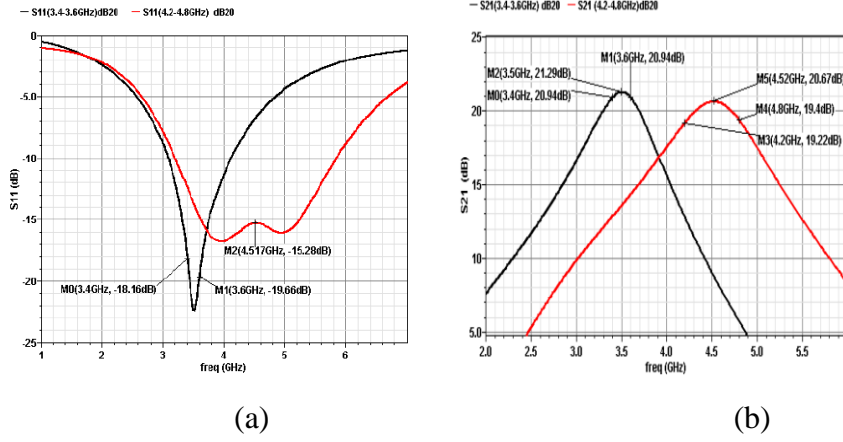 S11(3.4-3.6GHz)dB20 S11(4.2-4.8GHz)dB20
0
-5.0
-10
-15
-20
-25
S11 (dB)
M2(4.517GHz, -15.28dB)
M0(3.4GHz, -18.16dB)
M1(3.6GHz, -19.66dB)
1 2 3 4 5 6
freq (GHz)
(a)
S21(3.4-3.6GHz)dB20 S21 (4.2-4.8GHz)dB20
25
20
15
10
5.0
S21 (dB)
M1(3.6GHz, 20.94dB)
M2(3.5GHz, 21.29dB)
M0(3.4GHz, 20.94dB)
M5(4.52GHz, 20.67dB)
M4(4.8GHz, 19.4dB)
M3(4.2GHz, 19.22dB)
2.0 2.5 3.0 3.5 4.0 4.5 5.0 5.5
freq (GHz)
(b)